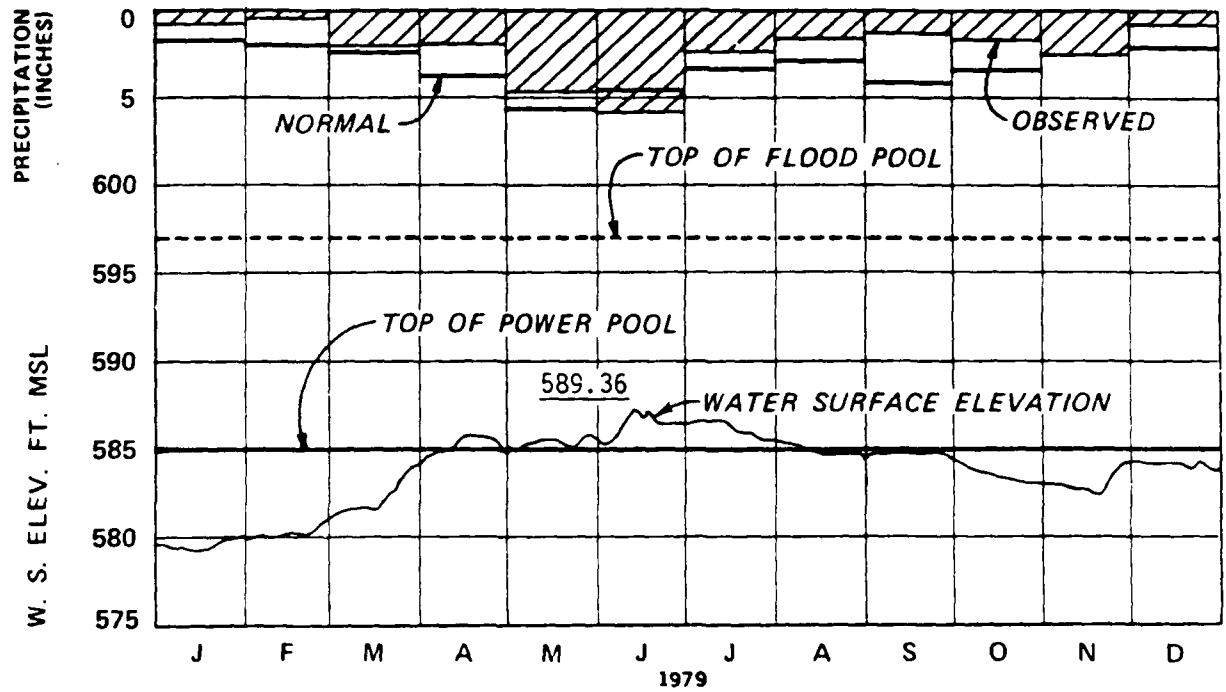 PRECIPITATION
(INCHES)
0
5
NORMAL
OBSERVED
TOP OF FLOOD POOL
600
595
TOP OF POWER POOL
W. S. ELEV. FT. MSL
590
589.36
WATER SURFACE ELEVATION
585
580
575
J F M A M J J A S O N D
1979